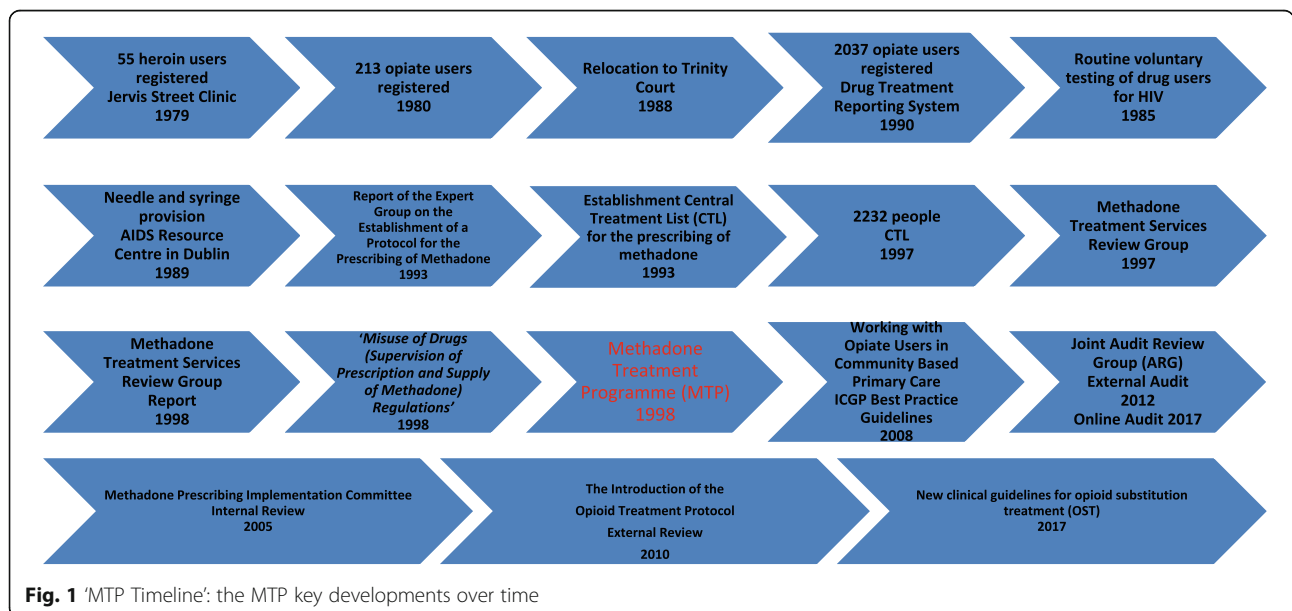 55 heroin users
registered
Jervis Street Clinic
1979
213 opiate users
registered
1980
Relocation to Trinity
Court
1988
2037 opiate users
registered
Drug Treatment
Reporting System
1990
Routine voluntary
testing of drug users
for HIV
1985
Needle and syringe
provision
AIDS Resource
Centre in Dublin
1989
Report of the Expert
Group on the
Establishment of a
Protocol for the
Prescribing of Methadone
1993
Establishment Central
Treatment List (CTL)
for the prescribing of
methadone
1993
2232 people
CTL
1997
Methadone
Treatment Services
Review Group
1997
Methadone
Treatment Services
Review Group
Report
1998
‘Misuse of Drugs
(Supervision of
Prescription and Supply
of Methadone)
Regulations’
1998
Methadone
Treatment
Programme (MTP)
1998
Working with
Opiate Users in
Community Based
Primary Care
ICGP Best Practice
Guidelines
2008
Joint Audit Review
Group (ARG)
External Audit
2012
Online Audit 2017
Methadone Prescribing Implementation Committee
Internal Review
2005
The Introduction of the
Opioid Treatment Protocol
External Review
2010
New clinical guidelines for opioid substitution
treatment (OST)
2017
Fig. 1 ‘MTP Timeline’: the MTP key developments over time